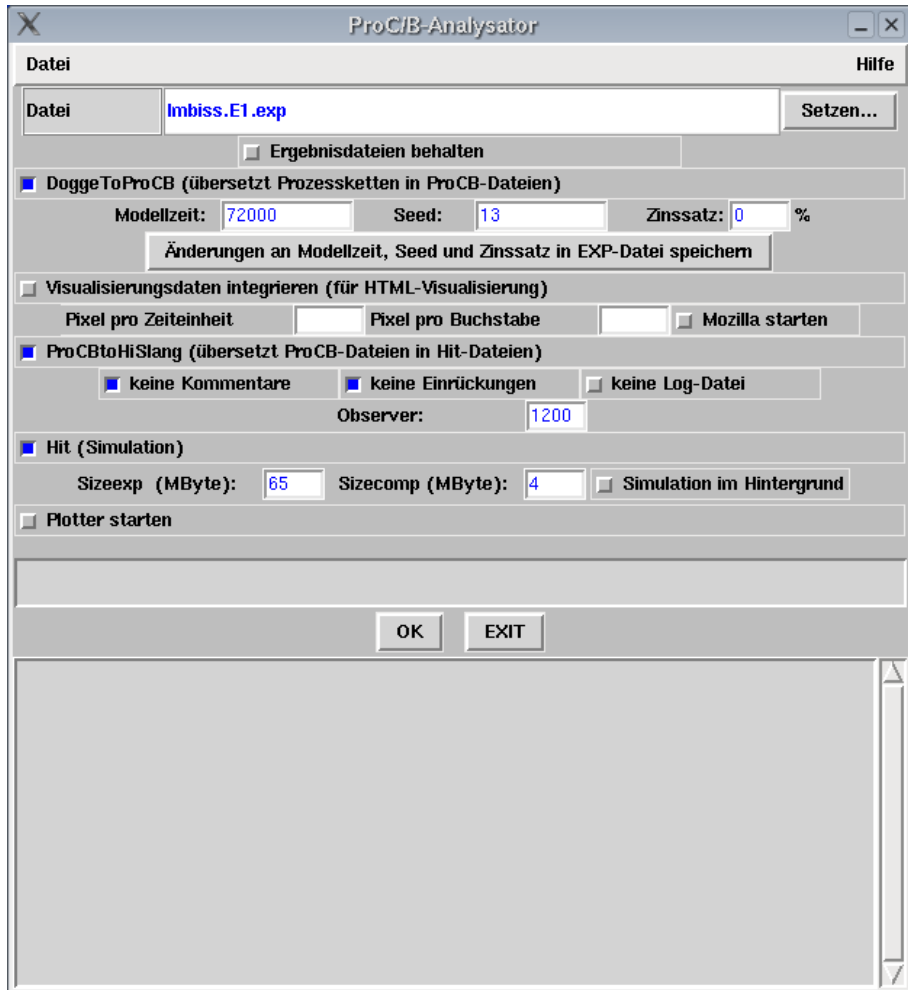 ProC/B-Analysator
Datei Hilfe
Datei Imbiss.E1.exp Setzen...
Ergebnisdateien behalten
DoggeToProCB (übersetzt Prozessketten in ProCB-Dateien)
Modellzeit: 72000 Seed: 13 Zinssatz: 0 %
Änderungen an Modellzeit, Seed und Zinssatz in EXP-Datei speichern
Visualisierungsdaten integrieren (für HTML-Visualisierung)
Pixel pro Zeiteinheit Pixel pro Buchstabe Mozilla starten
ProCBtoHiSlang (übersetzt ProCB-Dateien in Hit-Dateien)
keine Kommentare keine Einrückungen keine Log-Datei
Observer: 1200
Hit (Simulation)
Sizeexp (MByte): 65 Sizecomp (MByte): 4 Simulation im Hintergrund
Plotter starten
OK EXIT